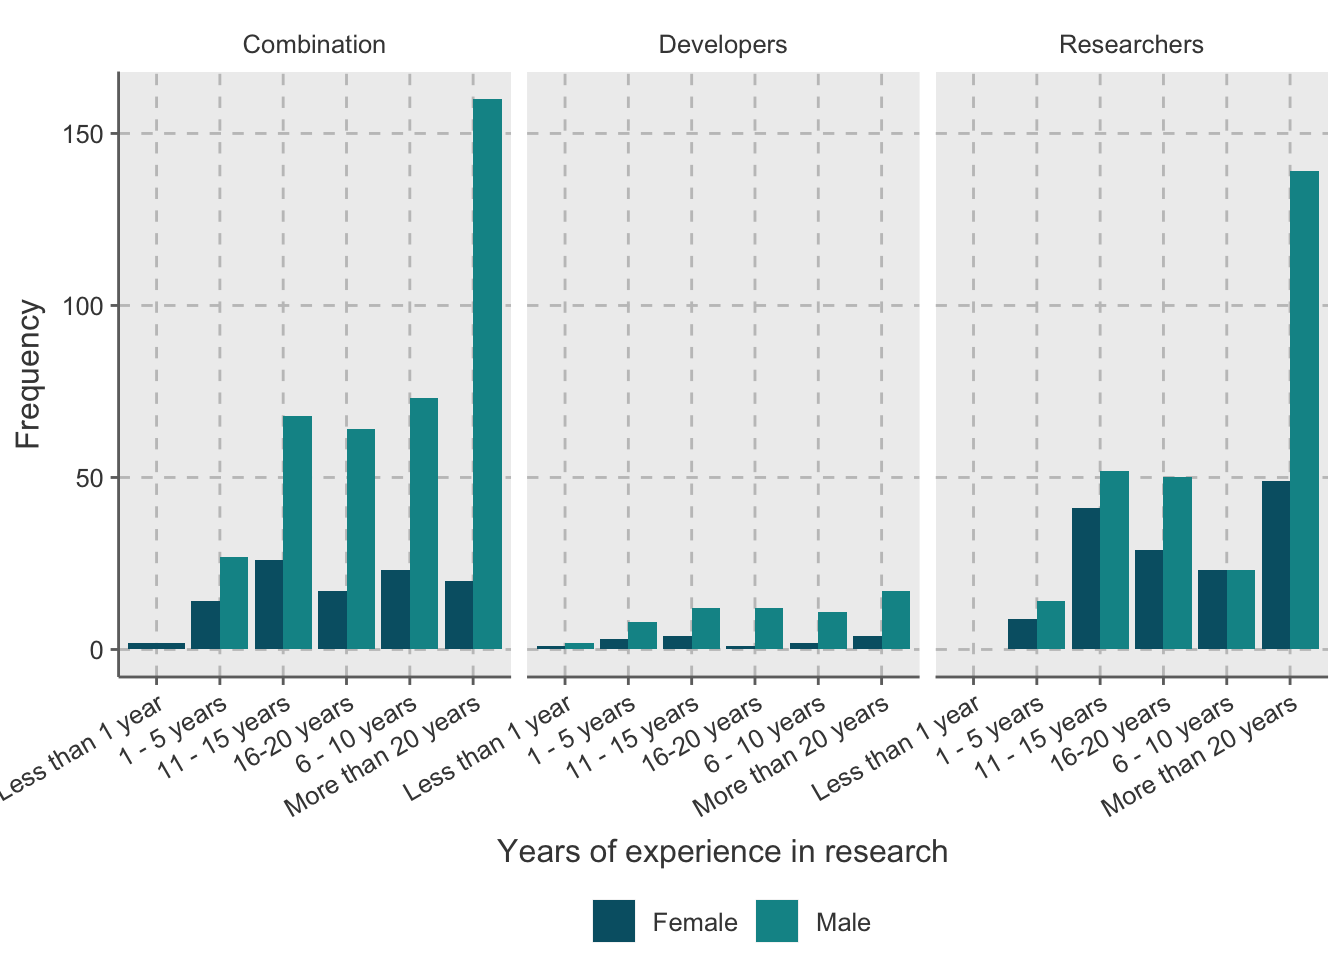 Combination
Developers
Researchers
Frequency
150
100
50
0
Less than 1 year
1 - 5 years
11 - 15 years
16-20 years
6 - 10 years
More than 20 years
Less than 1 year
1 - 5 years
11 - 15 years
16-20 years
6 - 10 years
More than 20 years
Less than 1 year
1 - 5 years
11 - 15 years
16-20 years
6 - 10 years
More than 20 years
Years of experience in research
Female
Male